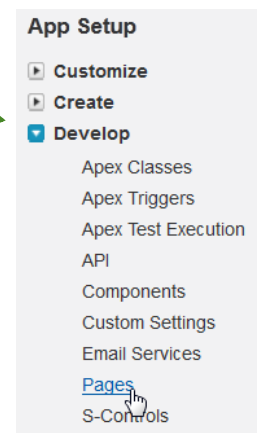 App Setup
Customize
Create
Develop
Apex Classes
Apex Triggers
Apex Test Execution
API
Components
Custom Settings
Email Services
Pages
S-Controls